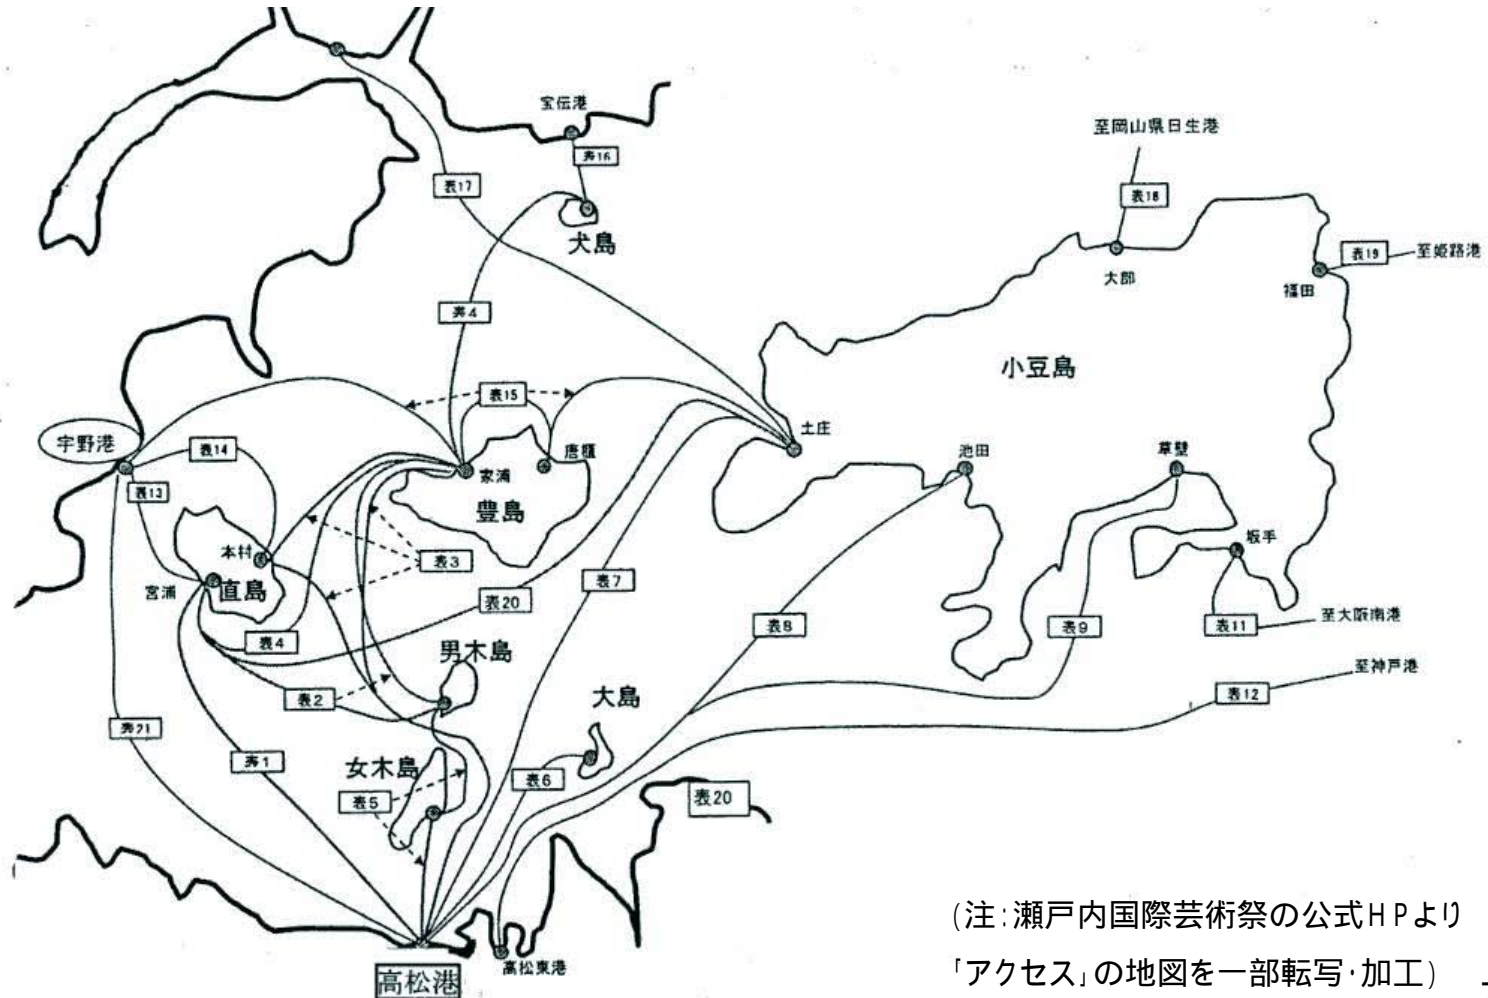 宝伝港
表16
至岡山県日生港
表17
表18
犬島
表19
至姫路港
大部
福田
表4
小豆島
表15
宇野港
表14
土庄
唐櫃
池田
草壁
家浦
表13
豊島
本村
坂手
表3
表7
宮浦
直島
表20
表8
表9
表11
至大阪南港
表4
男木島
至神戸港
表2
大島
表12
表21
表1
女木島
表6
表5
表20
(注:瀬戸内国際芸術祭の公式HPより
高松東港
「アクセス」の地図を一部転写・加工)
高松港